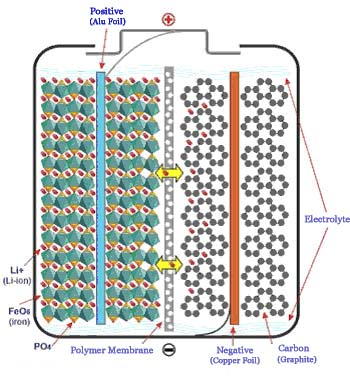 Positive
(Alu Foil)
Electrolyte
Li+
(Li-ion)
FeO6
(iron)
PO4
Polymer Membrane
Negative
(Copper Foil)
Carbon
(Graphite)